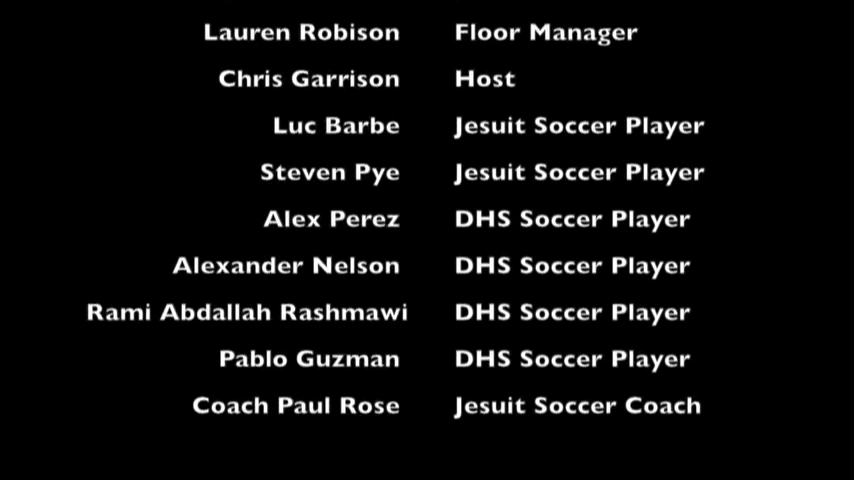 Lauren Robison Floor Manager
Chris Garrison Host
Luc Barbe Jesuit Soccer Player
Steven Pye Jesuit Soccer Player
Alex Perez DHS Soccer Player
Alexander Nelson DHS Soccer Player
Rami Abdallah Rashmawi DHS Soccer Player
Pablo Guzman DHS Soccer Player
Coach Paul Rose Jesuit Soccer Coach